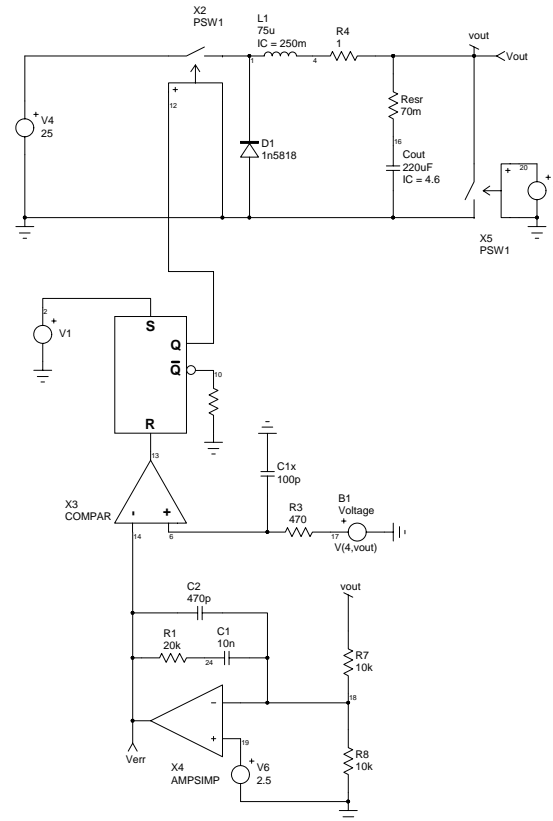 X2
PSW1
L1
75u
IC = 250m
R4
1
vout
Vout
1
4
+
12
+
V4
25
Resr
70m
D1
1n5818
16
Cout
220uF
IC = 4.6
+
20
+
X5
PSW1
2
+
V1
S
Q
Q
10
R
13
X3
COMPAR
-
+
14
6
C1x
100p
R3
470
B1
Voltage
+
17
V(4,vout)
C2
470p
vout
R1
20k
C1
10n
24
R7
10k
18
−
+
19
+
Verr
X4
AMPSIMP
V6
2.5
R8
10k